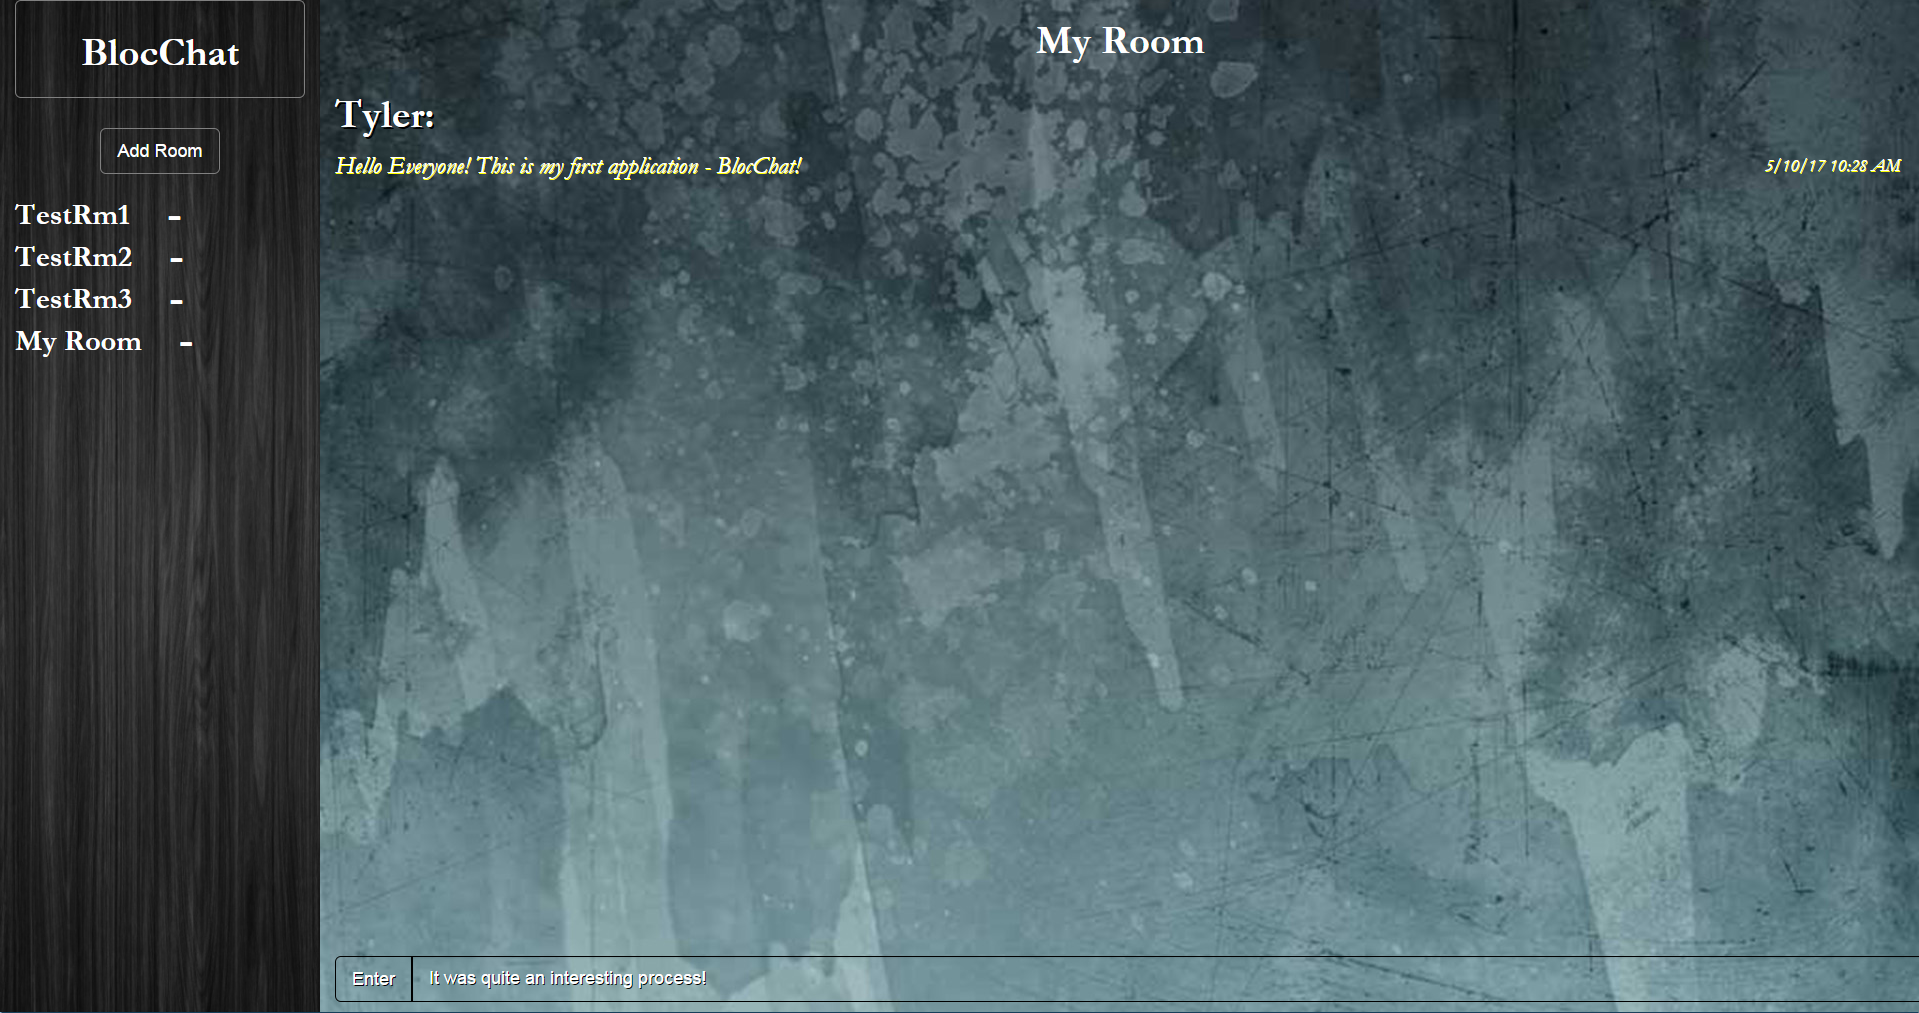 BlocChat
Add Room
TestRm1 -
TestRm2 -
TestRm3 -
My Room -
My Room
Tyler:
Hello Everyone! This is my first application - BlocChat! 5/10/17 10:28 AM
Enter It was quite an interesting process!